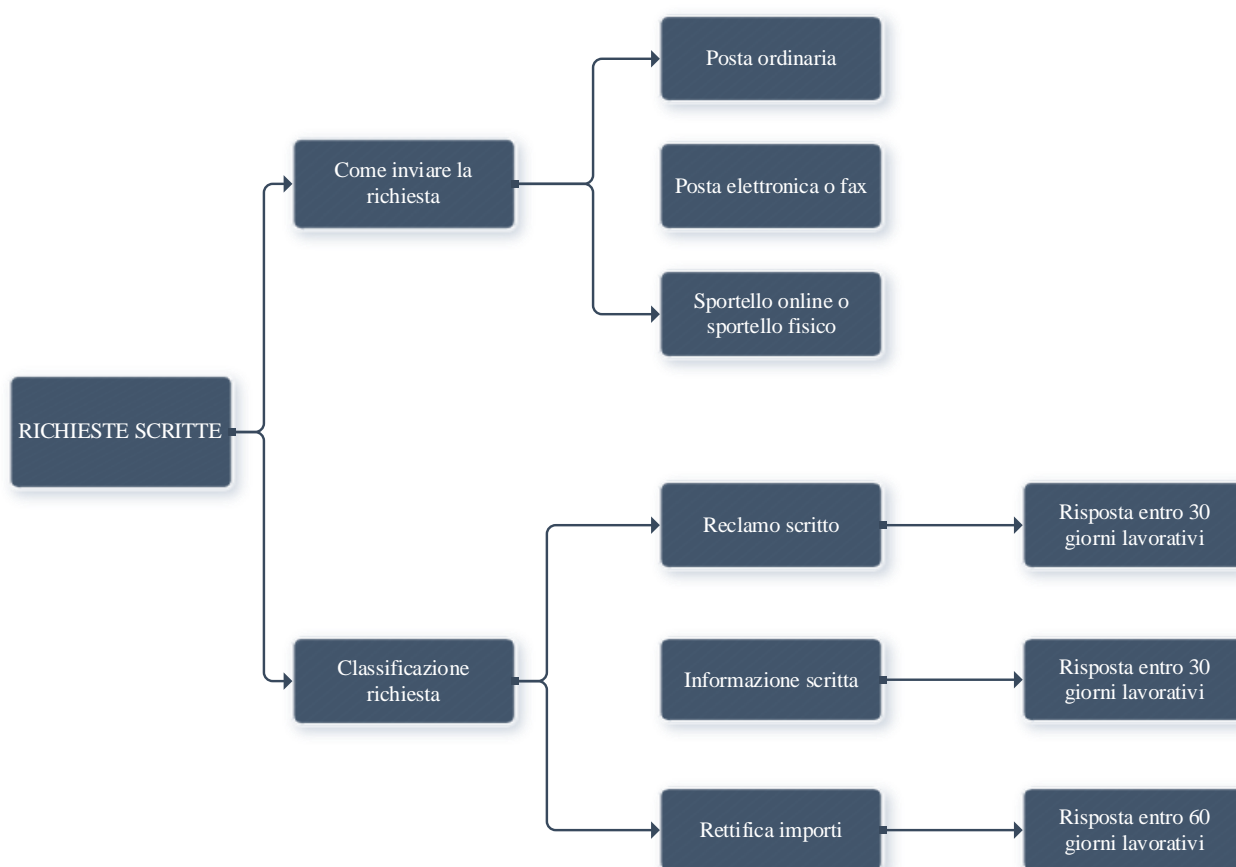 Posta ordinaria
Come inviare la
richiesta
Posta elettronica o fax
Sportello online o
sportello fisico
RICHIESTE SCRITTE
Reclamo scritto
Risposta entro 30
giorni lavorativi
Classificazione
richiesta
Informazione scritta
Risposta entro 30
giorni lavorativi
Rettifica importi
Risposta entro 60
giorni lavorativi